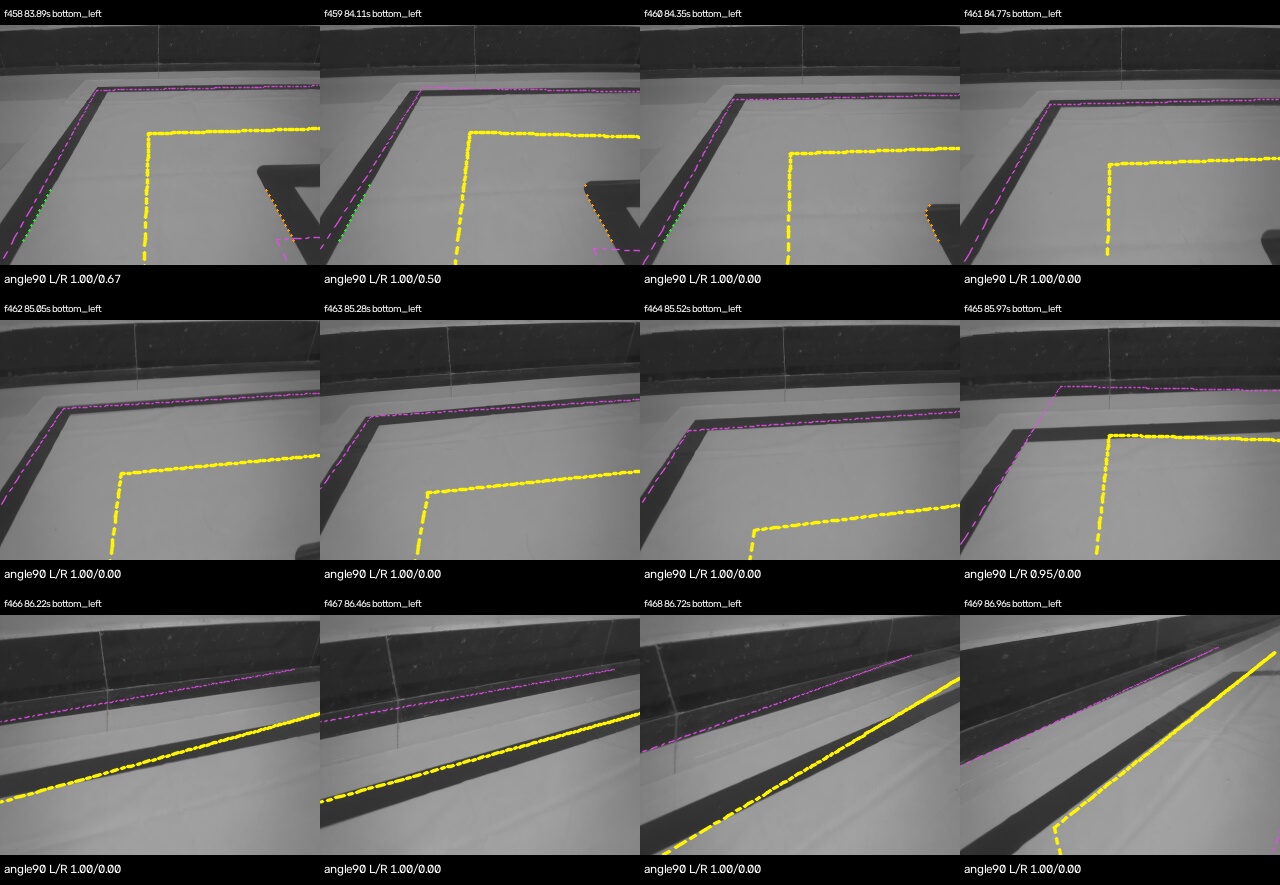 f458 83.89s bottom_left
f459 84.11s bottom_left
f460 84.35s bottom_left
f461 84.77s bottom_left
angle90 L/R 1.00/0.67
angle90 L/R 1.00/0.50
angle90 L/R 1.00/0.00
angle90 L/R 1.00/0.00
f462 85.05s bottom_left
f463 85.28s bottom_left
f464 85.52s bottom_left
f465 85.97s bottom_left
angle90 L/R 1.00/0.00
angle90 L/R 1.00/0.00
angle90 L/R 1.00/0.00
angle90 L/R 0.95/0.00
f466 86.22s bottom_left
f467 86.46s bottom_left
f468 86.72s bottom_left
f469 86.96s bottom_left
angle90 L/R 1.00/0.00
angle90 L/R 1.00/0.00
angle90 L/R 1.00/0.00
angle90 L/R 1.00/0.00